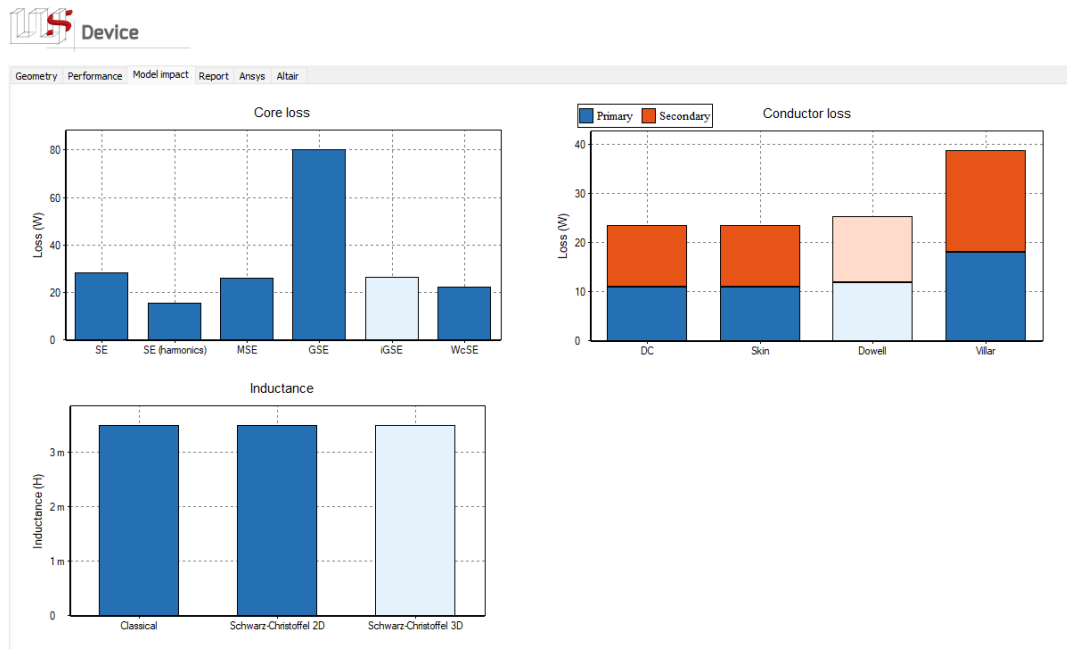 Device
Geometry Performance Model impact Report Ansys Altair
Core loss
Loss (W)
80
60
40
20
0
SE SE (harmonics) MSE GSE iGSE WcSE
Primary Secondary
Conductor loss
Loss (W)
40
30
20
10
0
DC Skin Dowell Villar
Inductance
Inductance (H)
3 m
2 m
1 m
0
Classical Schwarz-Christoffel 2D Schwarz-Christoffel 3D